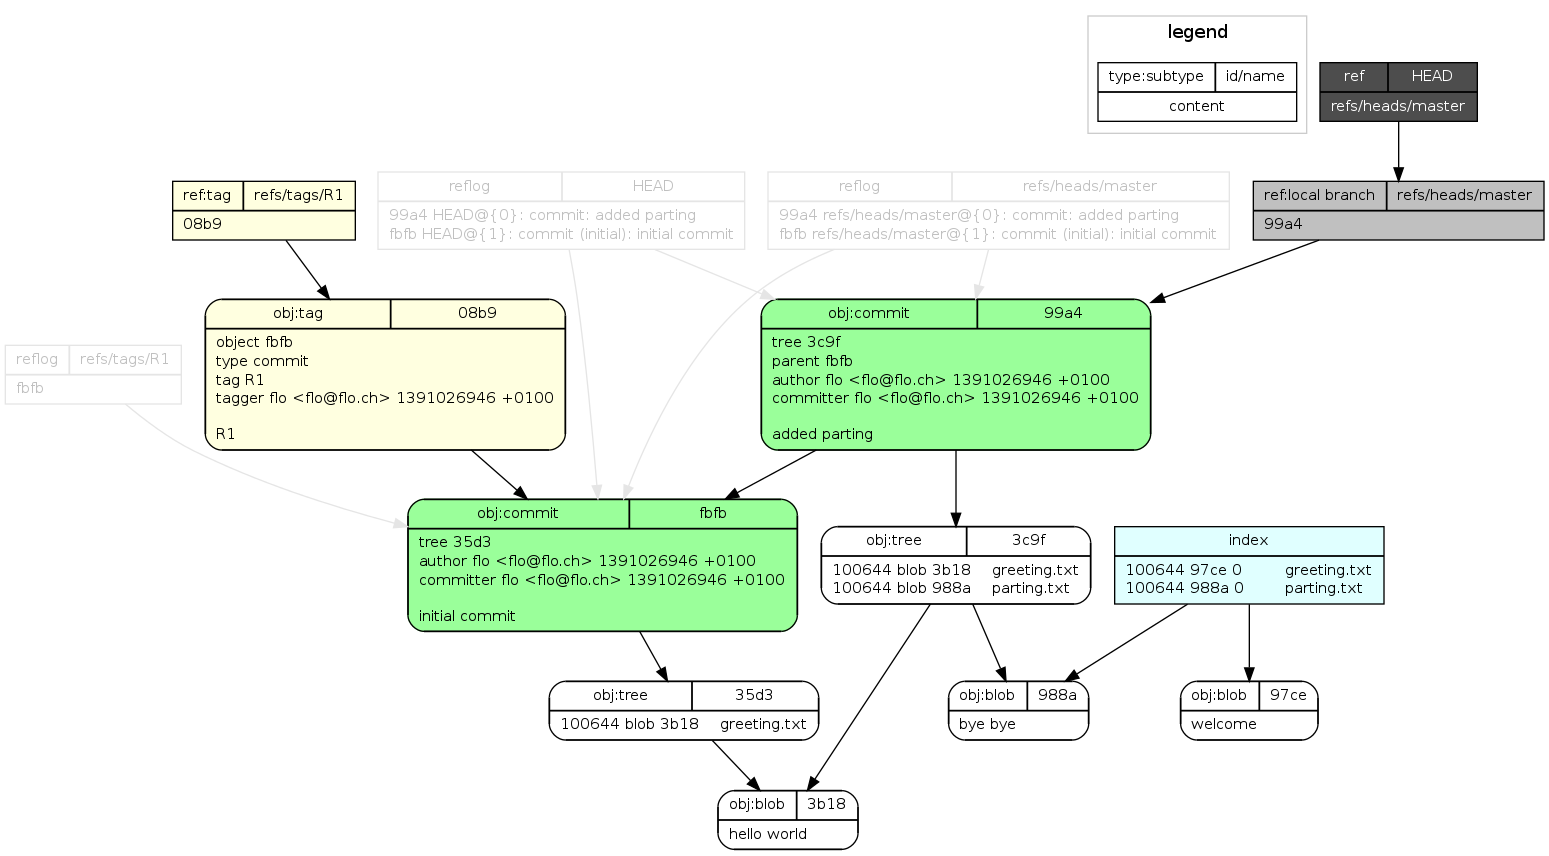 legend
type:subtype id/name
content
ref HEAD
refs/heads/master
ref:tag refs/tags/R1
08b9
reflog HEAD
99a4 HEAD@{0}: commit: added parting
fbfb HEAD@{1}: commit (initial): initial commit
reflog refs/heads/master
99a4 refs/heads/master@{0}: commit: added parting
fbfb refs/heads/master@{1}: commit (initial): initial commit
ref:local branch refs/heads/master
99a4
reflog refs/tags/R1
fbfb
obj:tag 08b9
object fbfb
type commit
tag R1
tagger flo <flo@flo.ch> 1391026946 +0100
R1
obj:commit 99a4
tree 3c9f
parent fbfb
author flo <flo@flo.ch> 1391026946 +0100
committer flo <flo@flo.ch> 1391026946 +0100
added parting
obj:commit fbfb
tree 35d3
author flo <flo@flo.ch> 1391026946 +0100
committer flo <flo@flo.ch> 1391026946 +0100
initial commit
obj:tree 3c9f
100644 blob 3b18 greeting.txt
100644 blob 988a parting.txt
index
100644 97ce 0 greeting.txt
100644 988a 0 parting.txt
obj:tree 35d3
100644 blob 3b18 greeting.txt
obj:blob 988a
bye bye
obj:blob 97ce
welcome
obj:blob 3b18
hello world